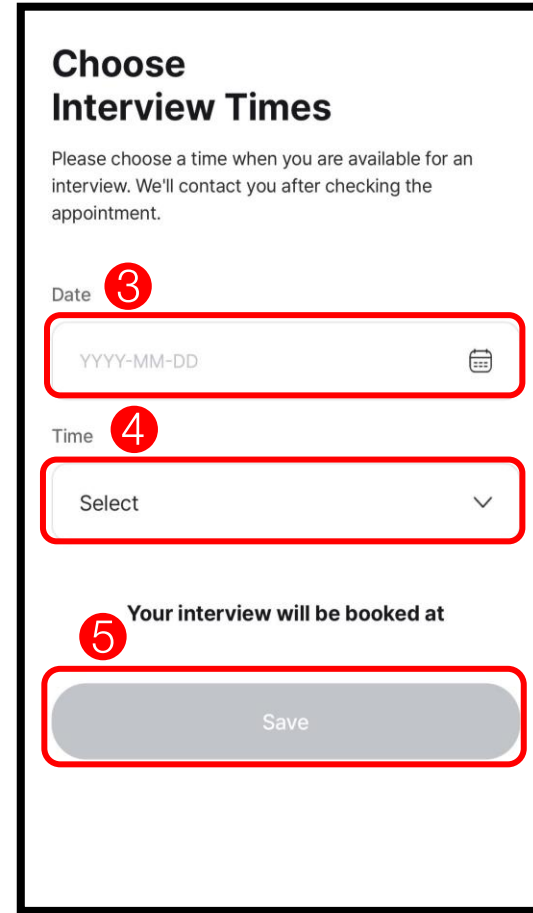 Choose
Interview Times
Please choose a time when you are available for an
interview. We'll contact you after checking the
appointment.
Date 3
YYYY-MM-DD
Time 4
Select
Your interview will be booked at
5
Save